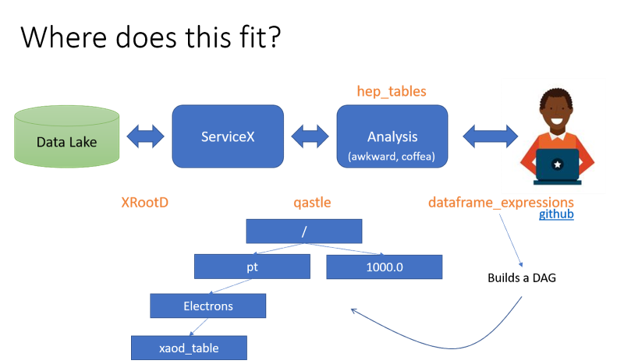 Where does this fit?
hep_tables
Data Lake
ServiceX
Analysis
(awkward, coffea)
XRootD
qastle
dataframe_expressions
github
/
pt
1000.0
Builds a DAG
Electrons
xaod_table